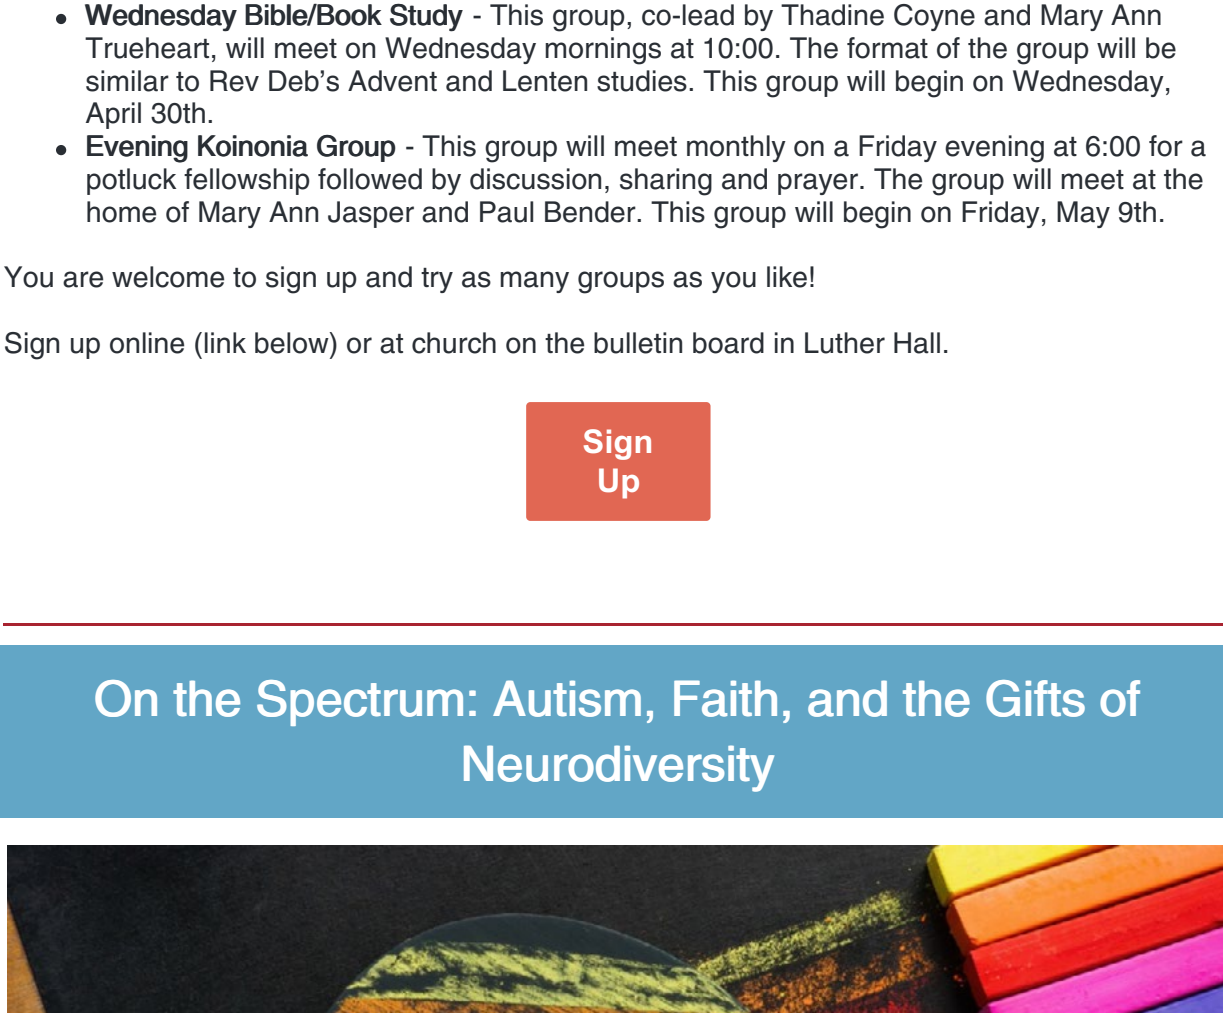 • Wednesday Bible/Book Study - This group, co-lead by Thadine Coyne and Mary Ann
Trueheart, will meet on Wednesday mornings at 10:00. The format of the group will be
similar to Rev Deb’s Advent and Lenten studies. This group will begin on Wednesday,
April 30th.
• Evening Koinonia Group - This group will meet monthly on a Friday evening at 6:00 for a
potluck fellowship followed by discussion, sharing and prayer. The group will meet at the
home of Mary Ann Jasper and Paul Bender. This group will begin on Friday, May 9th.
You are welcome to sign up and try as many groups as you like!
Sign up online (link below) or at church on the bulletin board in Luther Hall.
Sign
Up
On the Spectrum: Autism, Faith, and the Gifts of
Neurodiversity